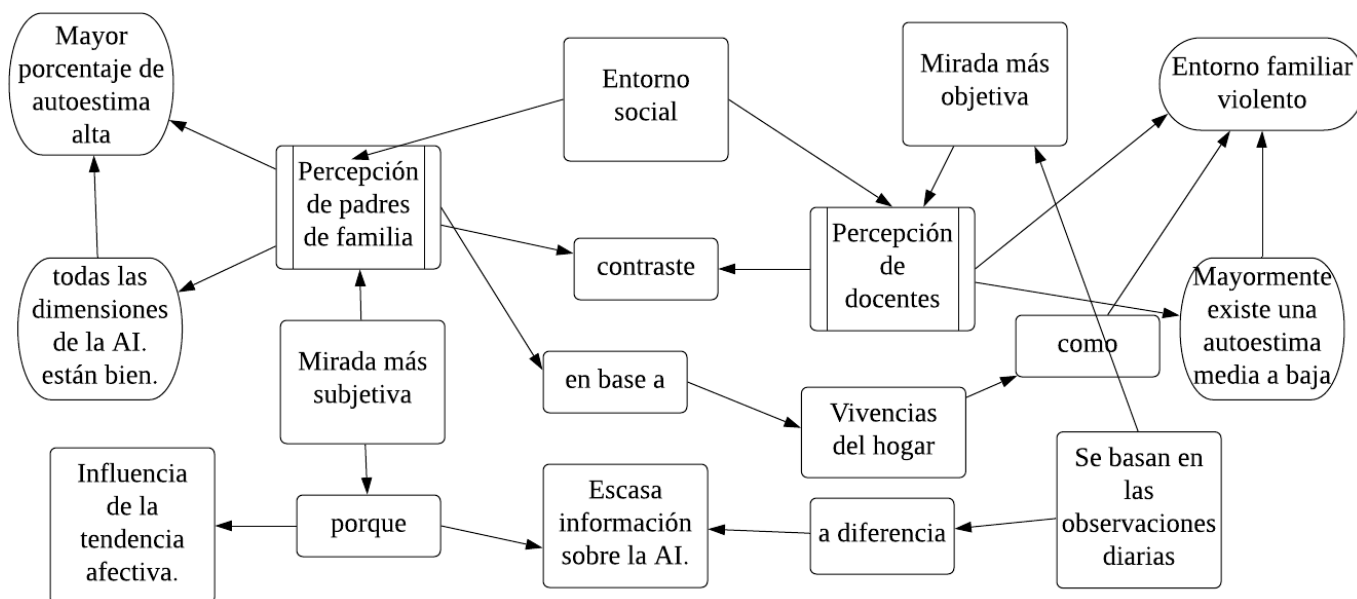 Mayor
porcentaje de
autoestima
alta
Entorno
social
Mirada más
objetiva
Entorno familiar
violento
Percepción
de padres
de familia
contraste
Percepción
de
docentes
todas las
dimensiones
de la AI.
están bien.
Mirada más
subjetiva
en base a
como
Mayormente
existe una
autoestima
media a baja
Vivencias
del hogar
Influencia
de la
tendencia
afectiva.
porque
Escasa
información
sobre la AI.
a diferencia
Se basan en
las
observaciones
diarias